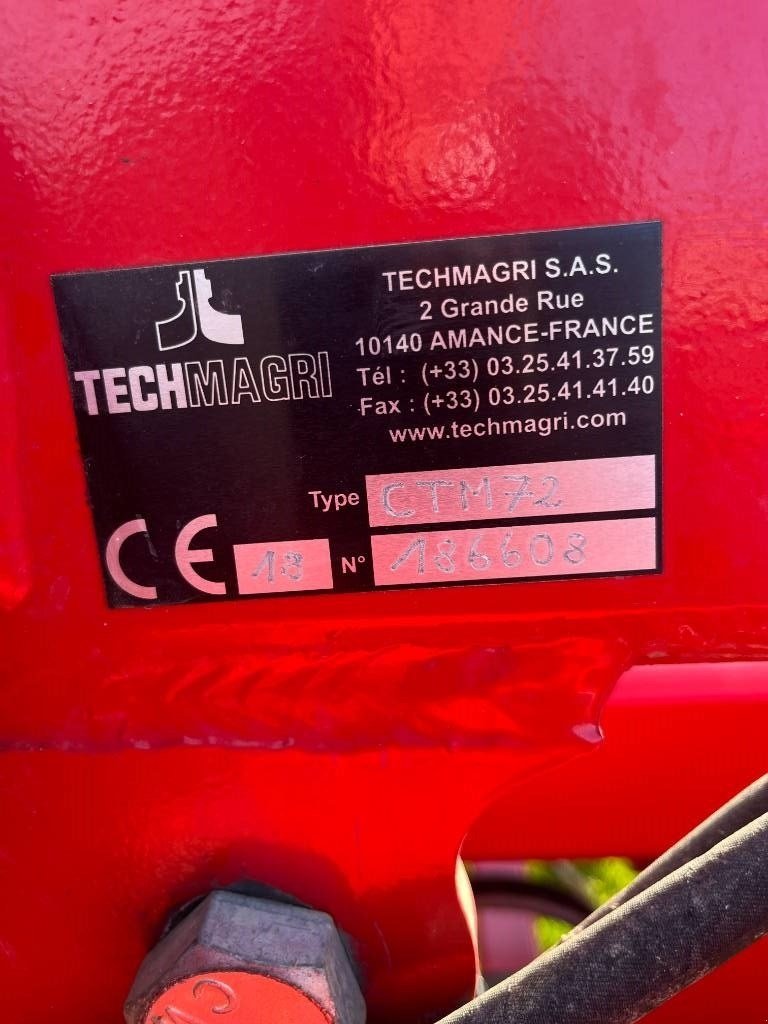 TECHMAGRI
TECHMAGRI S.A.S.
2 Grande Rue
10140 AMANCE-FRANCE
Tél : (+33) 03.25.41.37.59
Fax : (+33) 03.25.41.41.40
www.techmagri.com
Type CTM72
CE 18 N° 186608